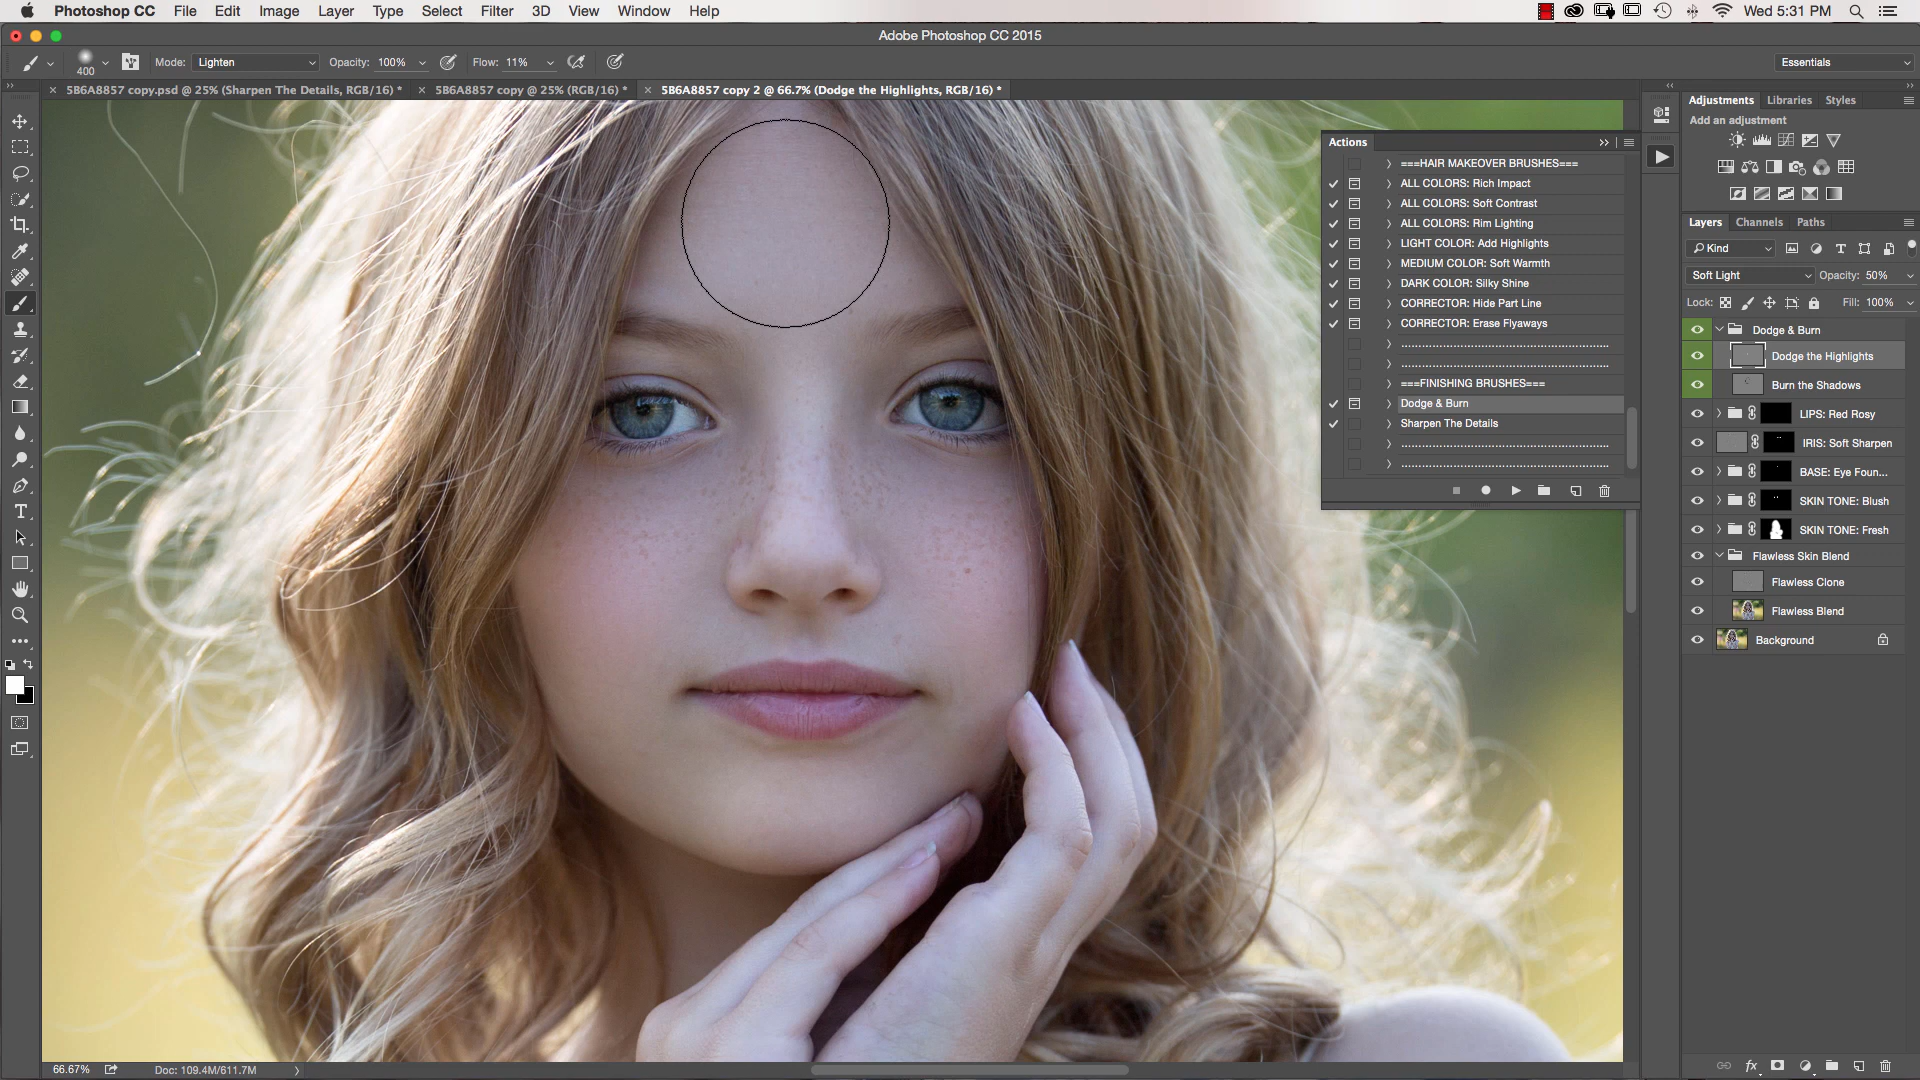 Photoshop CC File Edit Image Layer Type Select Filter 3D View Window Help Wed 5:31 PM
Adobe Photoshop CC 2015
400 Mode: Lighten Opacity: 100% Flow: 11% Essentials
5B6A8857 copy.psd @ 25% (Sharpen The Details, RGB/16) * 5B6A8857 copy @ 25% (RGB/16) * 5B6A8857 copy 2 @ 66.7% (Dodge the Highlights, RGB/16) *
Actions
===HAIR MAKEOVER BRUSHES===
ALL COLORS: Rich Impact
ALL COLORS: Soft Contrast
ALL COLORS: Rim Lighting
LIGHT COLOR: Add Highlights
MEDIUM COLOR: Soft Warmth
DARK COLOR: Silky Shine
CORRECTOR: Hide Part Line
CORRECTOR: Erase Flyaways
===FINISHING BRUSHES===
Dodge & Burn
Sharpen The Details
Adjustments Libraries Styles
Add an adjustment
Layers Channels Paths
Kind
Soft Light Opacity: 50%
Lock: Fill: 100%
Dodge & Burn
Dodge the Highlights
Burn the Shadows
LIPS: Red Rosy
IRIS: Soft Sharpen
BASE: Eye Foun...
SKIN TONE: Blush
SKIN TONE: Fresh
Flawless Skin Blend
Flawless Clone
Flawless Blend
Background
66.67% Doc: 109.4M/611.7M